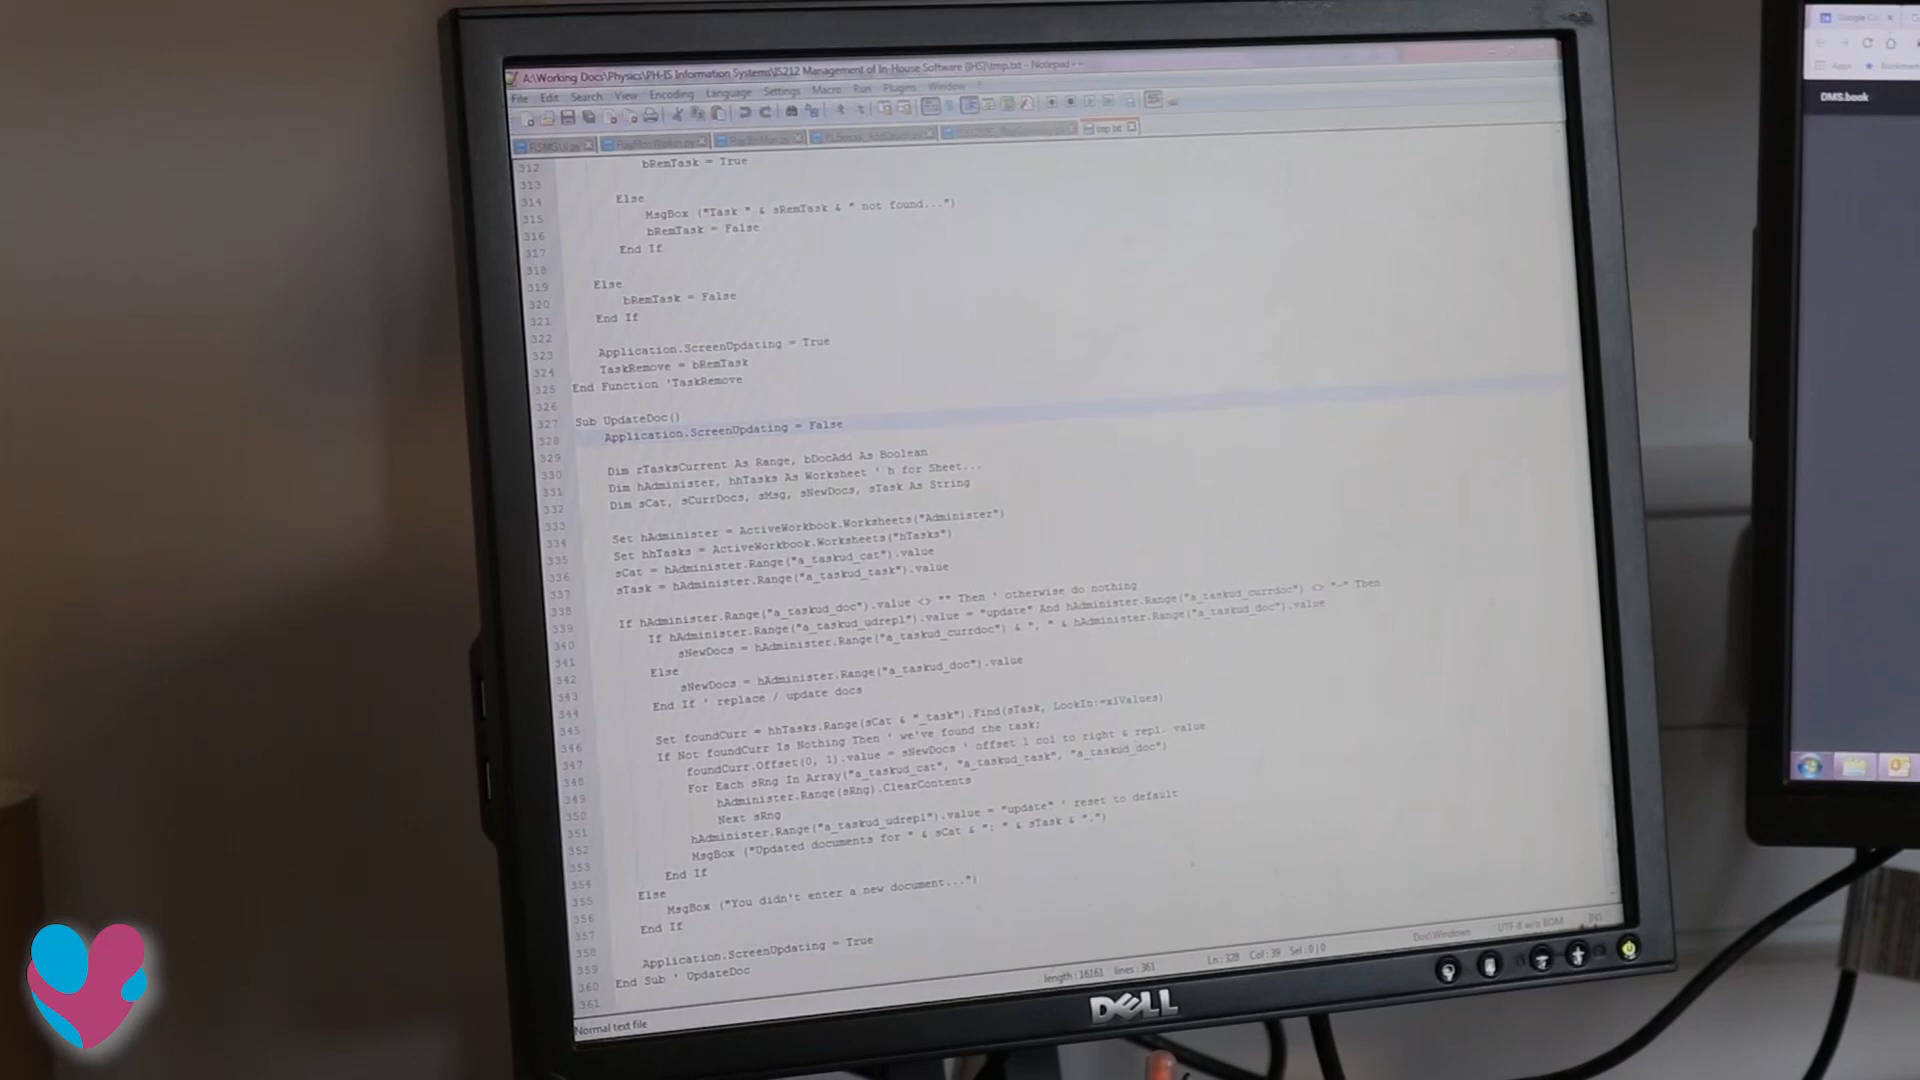 A:\Working Docs\Physics\PH-IS Information Systems\IS212 Management of In-House Software [IHS]\tmp.txt - Notepad++
File Edit Search View Encoding Language Settings Macro Run Plugins Window
RSMGUI.py tmp.txt
312 bRemTask = True
313
314 Else
315 MsgBox ("Task " & sRemTask & " not found...")
316 bRemTask = False
317 End If
318
319 Else
320 bRemTask = False
321 End If
322
323 Application.ScreenUpdating = True
324 TaskRemove = bRemTask
325 End Function 'TaskRemove
326
327 Sub UpdateDoc()
328 Application.ScreenUpdating = False
329
330 Dim rTasksCurrent As Range, bDocAdd As Boolean
331 Dim hAdminister, hhTasks As Worksheet ' h for Sheet...
332 Dim sCat, sCurrDocs, sMsg, sNewDocs, sTask As String
333
334 Set hAdminister = ActiveWorkbook.Worksheets("Administer")
335 Set hhTasks = ActiveWorkbook.Worksheets("hTasks")
336 sCat = hAdminister.Range("a_taskud_cat").value
337 sTask = hAdminister.Range("a_taskud_task").value
338
339 If hAdminister.Range("a_taskud_doc").value <> "" Then ' otherwise do nothing
340 If hAdminister.Range("a_taskud_udrepl").value = "update" And hAdminister.Range("a_taskud_currdoc") <> "-" Then
341 sNewDocs = hAdminister.Range("a_taskud_currdoc") & ", " & hAdminister.Range("a_taskud_doc").value
342 Else
343 sNewDocs = hAdminister.Range("a_taskud_doc").value
344 End If ' replace / update docs
345
346 Set foundCurr = hhTasks.Range(sCat & "_task").Find(sTask, LookIn:=xlValues)
347 If Not foundCurr Is Nothing Then ' we've found the task;
348 foundCurr.Offset(0, 1).value = sNewDocs ' offset 1 col to right & repl. value
349 For Each sRng In Array("a_taskud_cat", "a_taskud_task", "a_taskud_doc")
350 hAdminister.Range(sRng).ClearContents
351 Next sRng
352 hAdminister.Range("a_taskud_udrepl").value = "update" ' reset to default
353 MsgBox ("Updated documents for " & sCat & ": " & sTask & ".")
354 End If
355 Else
356 MsgBox ("You didn't enter a new document...")
357 End If
358
359 Application.ScreenUpdating = True
360 End Sub ' UpdateDoc
361
Normal text file length: 16161 lines: 361 Ln: 328 Col: 39 Sel: 0 | 0 Dos\Windows UTF-8 w/o BOM INS
DELL
Apps
DMS.book